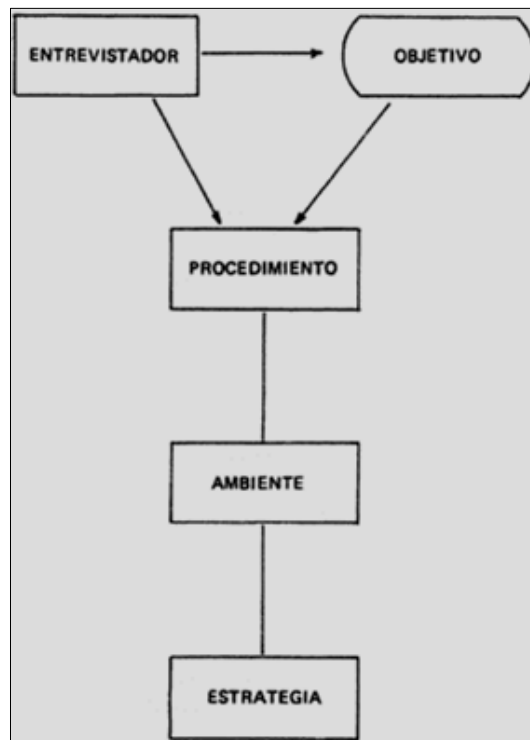 ENTREVISTADOR
OBJETIVO
PROCEDIMIENTO
AMBIENTE
ESTRATEGIA